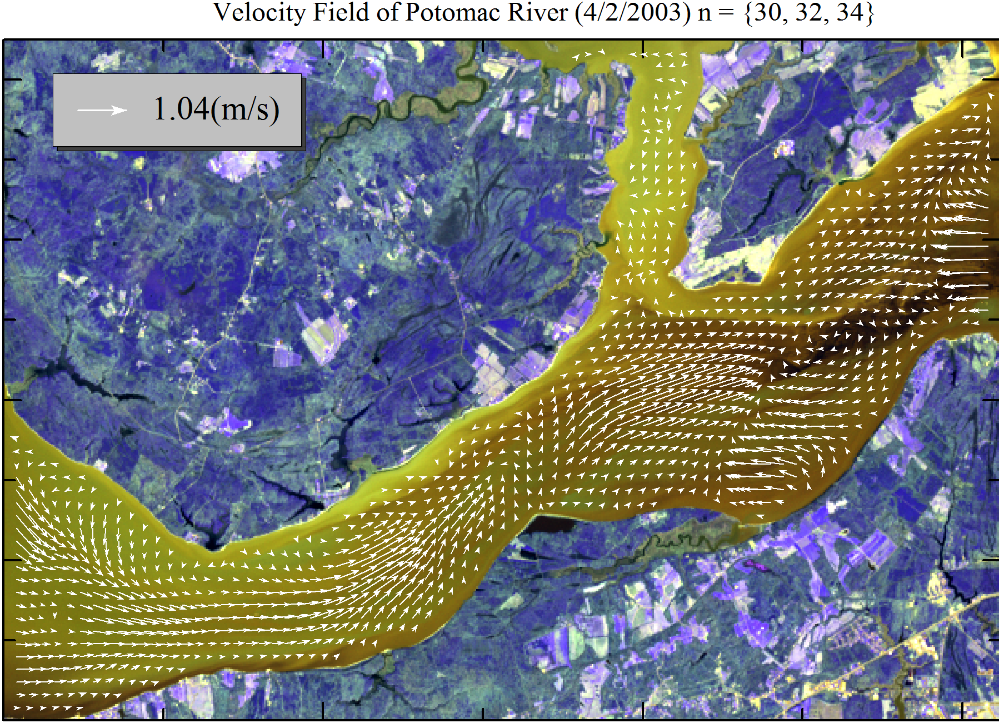 Velocity Field of Potomac River (4/2/2003) n = {30, 32, 34}
1.04(m/s)